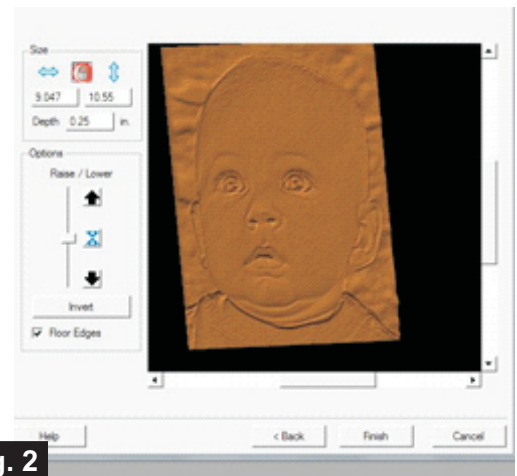 Size
9.047 10.55
Depth 0.25 in.
Options
Raise / Lower
Invert
Floor Edges
Help < Back Finish Cancel
g. 2